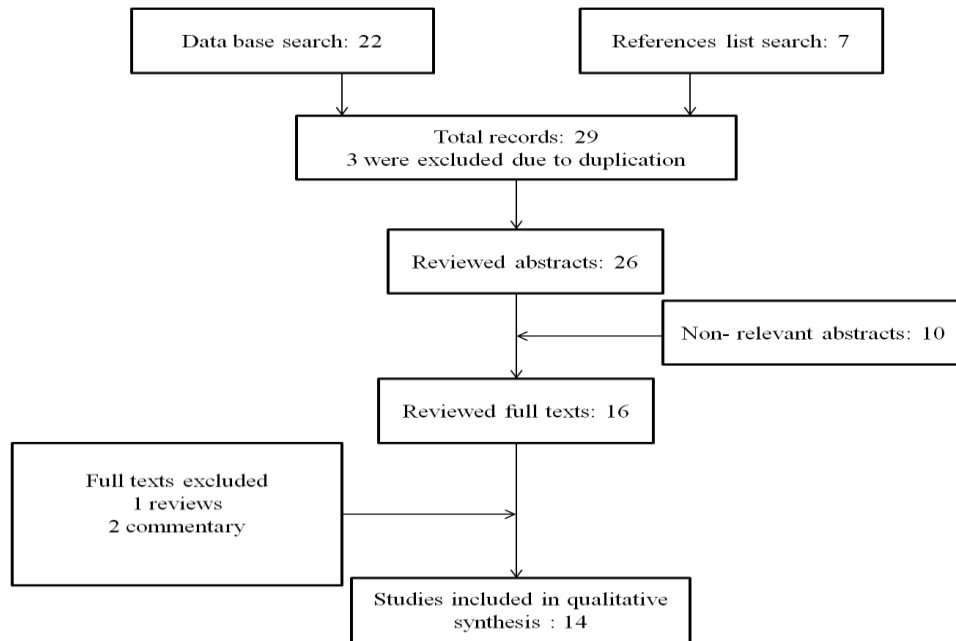 Data base search: 22
References list search: 7
Total records: 29
3 were excluded due to duplication
Reviewed abstracts: 26
Non- relevant abstracts: 10
Reviewed full texts: 16
Full texts excluded
1 reviews
2 commentary
Studies included in qualitative
synthesis : 14